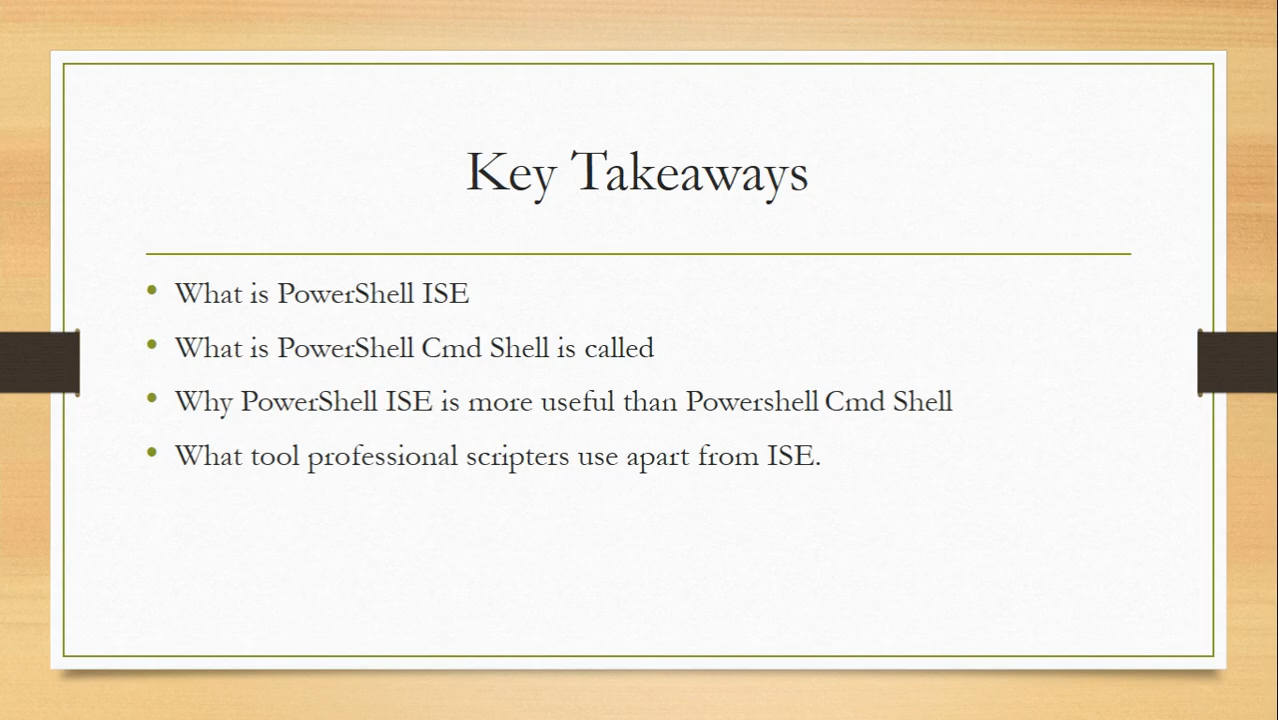 Key Takeaways
• What is PowerShell ISE
• What is PowerShell Cmd Shell is called
• Why PowerShell ISE is more useful than Powershell Cmd Shell
• What tool professional scripters use apart from ISE.